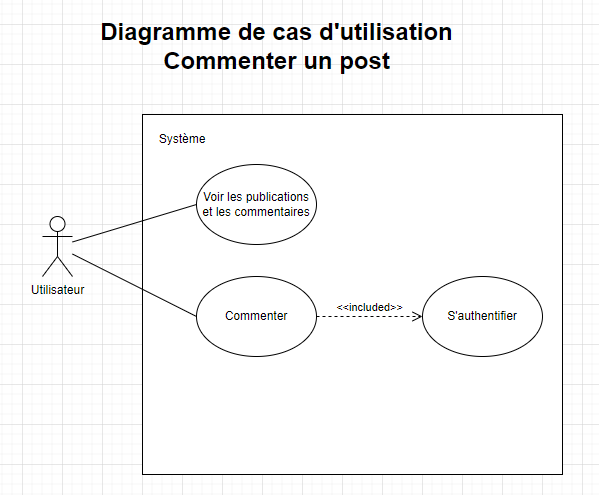 Diagramme de cas d'utilisation
Commenter un post
Système
Voir les publications
et les commentaires
Utilisateur
Commenter
<<included>>
S'authentifier